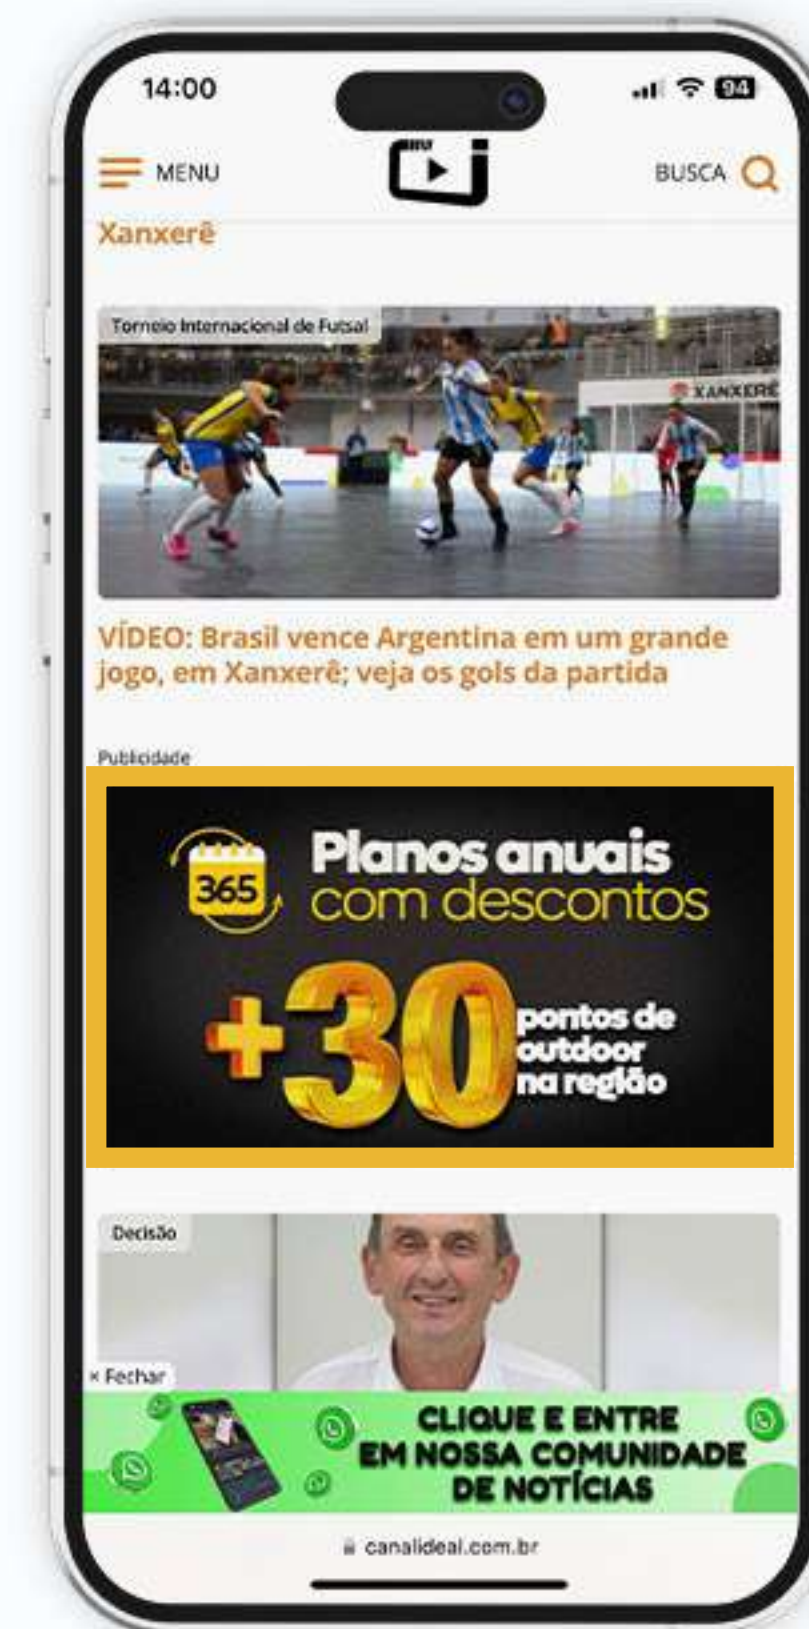 14:00
94
MENU
BUSCA
Xanxerê
Torneio Internacional de Futsal
XANXERÊ
VÍDEO: Brasil vence Argentina em um grande
jogo, em Xanxerê; veja os gols da partida
Publicidade
365
Planos anuais
com descontos
+30
pontos de
outdoor
na região
Decisão
× Fechar
CLIQUE E ENTRE
EM NOSSA COMUNIDADE
DE NOTÍCIAS
canalideal.com.br